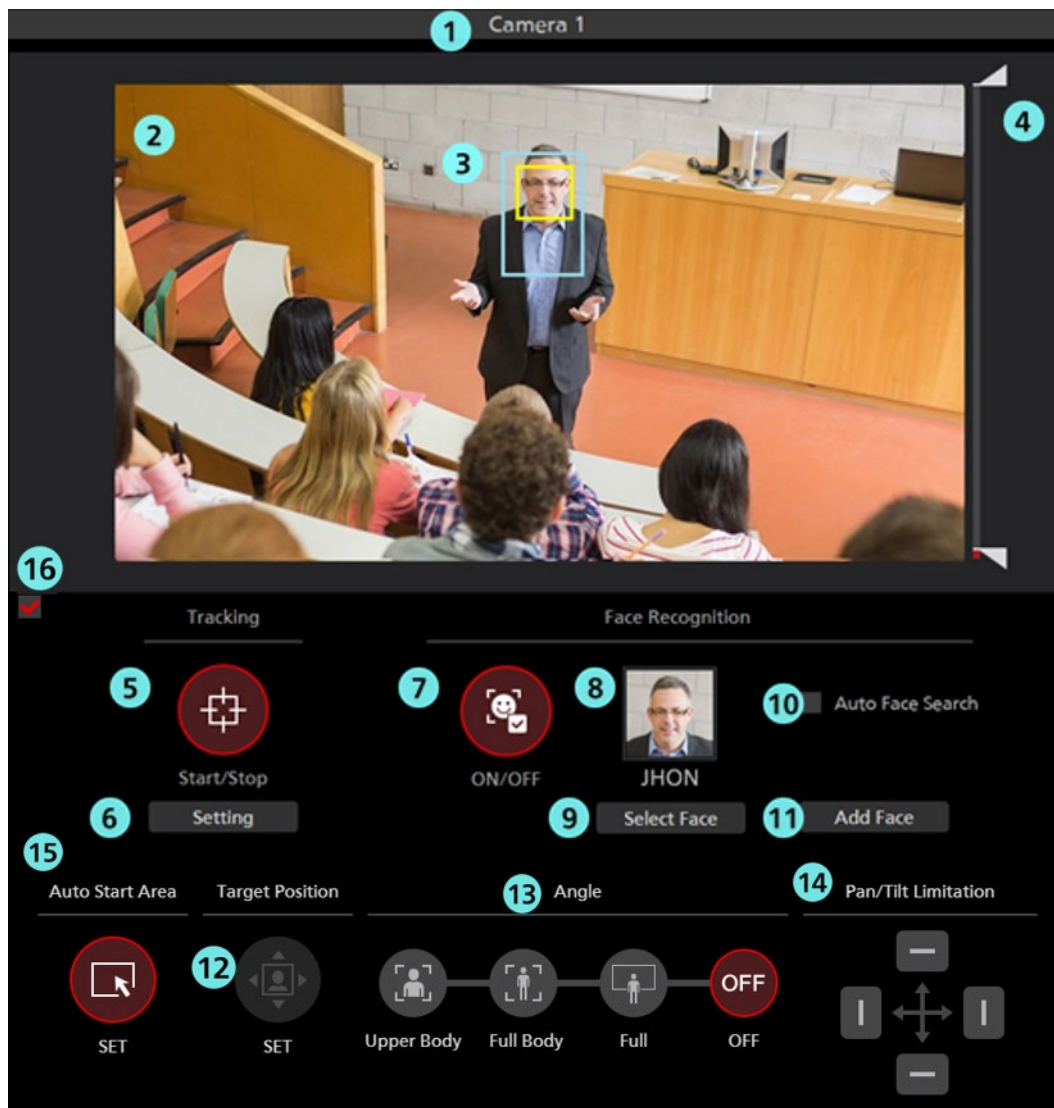 1 Camera 1
2
3
4
16
Tracking
Face Recognition
5
7
8
10 Auto Face Search
Start/Stop
ON/OFF
JHON
6 Setting
9 Select Face
11 Add Face
15
Auto Start Area
Target Position
13 Angle
14 Pan/Tilt Limitation
12
OFF
SET
SET
Upper Body
Full Body
Full
OFF